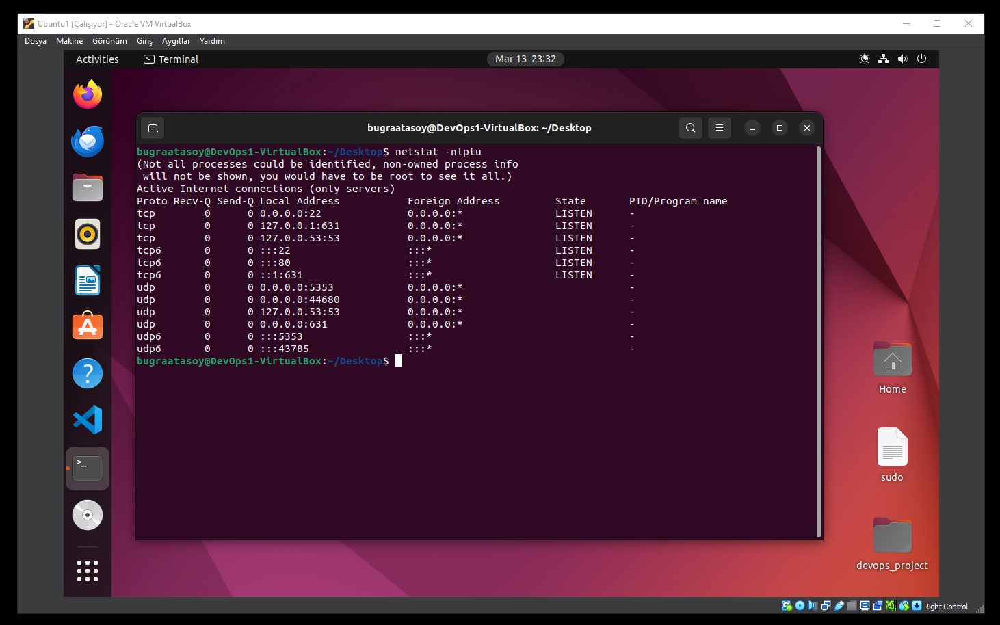 Ubuntu1 [Çalışıyor] - Oracle VM VirtualBox
Dosya Makine Görünüm Giriş Aygıtlar Yardım
Activities Terminal Mar 13 23:32
bugraatasoy@DevOps1-VirtualBox: ~/Desktop
bugraatasoy@DevOps1-VirtualBox:~/Desktop$ netstat -nlptu
(Not all processes could be identified, non-owned process info
will not be shown, you would have to be root to see it all.)
Active Internet connections (only servers)
Proto Recv-Q Send-Q Local Address Foreign Address State PID/Program name
tcp 0 0 0.0.0.0:22 0.0.0.0:* LISTEN -
tcp 0 0 127.0.0.1:631 0.0.0.0:* LISTEN -
tcp 0 0 127.0.0.53:53 0.0.0.0:* LISTEN -
tcp6 0 0 :::22 :::* LISTEN -
tcp6 0 0 :::80 :::* LISTEN -
tcp6 0 0 ::1:631 :::* LISTEN -
udp 0 0 0.0.0.0:5353 0.0.0.0:* -
udp 0 0 0.0.0.0:44680 0.0.0.0:* -
udp 0 0 127.0.0.53:53 0.0.0.0:* -
udp 0 0 0.0.0.0:631 0.0.0.0:* -
udp6 0 0 :::5353 :::* -
udp6 0 0 :::43785 :::* -
bugraatasoy@DevOps1-VirtualBox:~/Desktop$
Home
sudo
devops_project
Right Control